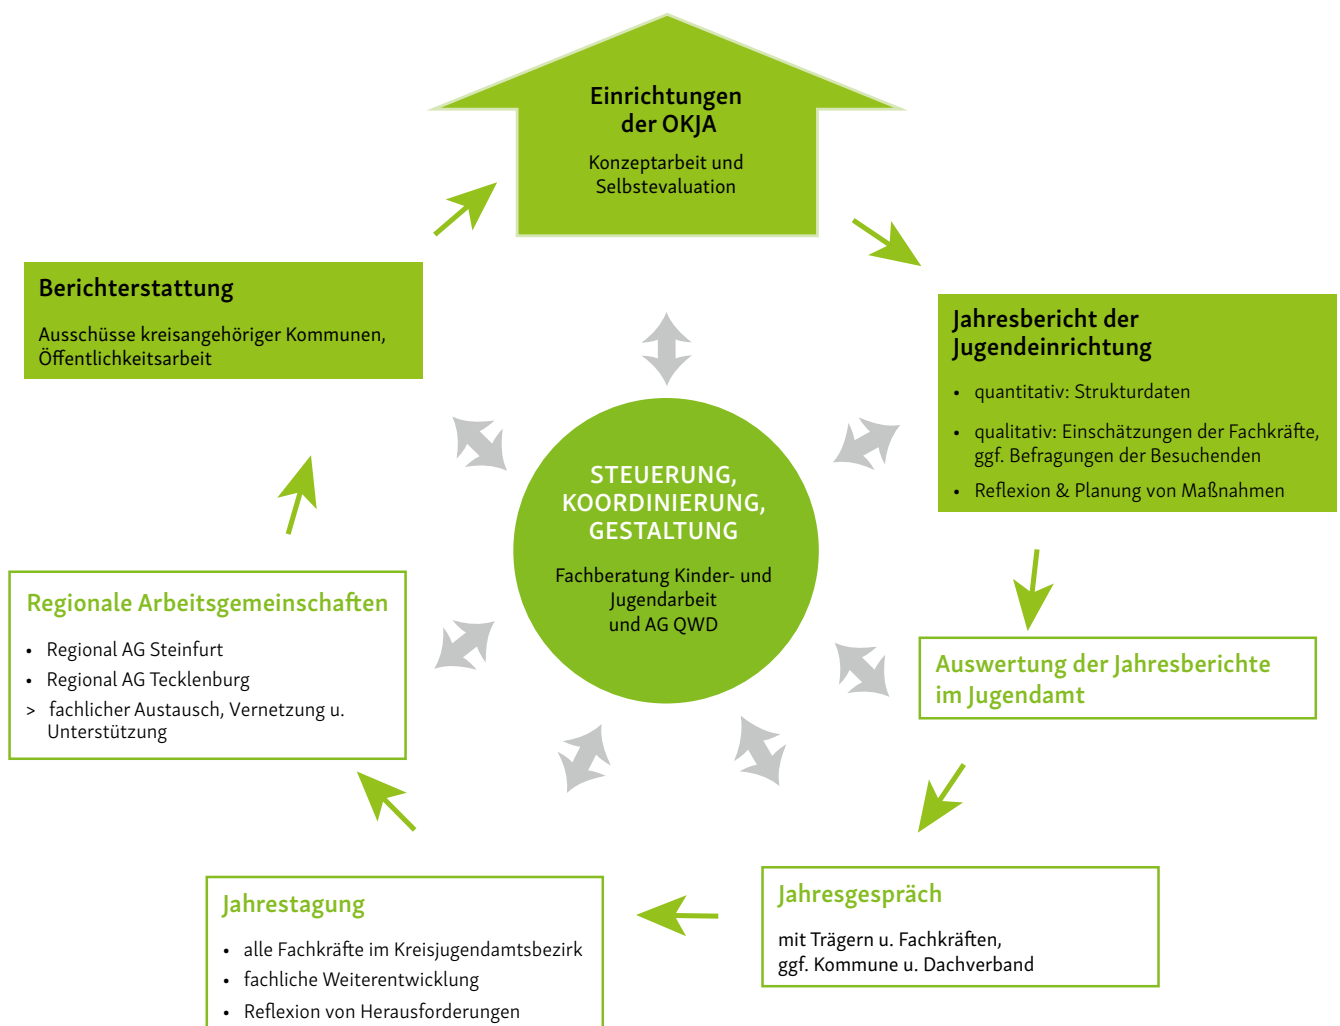 Einrichtungen
der OKJA
Konzeptarbeit und
Selbstevaluation
Jahresbericht der
Jugendeinrichtung
• quantitativ: Strukturdaten
• qualitativ: Einschätzungen der Fachkräfte,
ggf. Befragungen der Besuchenden
• Reflexion & Planung von Maßnahmen
Auswertung der Jahresberichte
im Jugendamt
Jahresgespräch
mit Trägern u. Fachkräften,
ggf. Kommune u. Dachverband
Jahrestagung
• alle Fachkräfte im Kreisjugendamtsbezirk
• fachliche Weiterentwicklung
• Reflexion von Herausforderungen
Regionale Arbeitsgemeinschaften
• Regional AG Steinfurt
• Regional AG Tecklenburg
> fachlicher Austausch, Vernetzung u.
Unterstützung
Berichterstattung
Ausschüsse kreisangehöriger Kommunen,
Öffentlichkeitsarbeit
STEUERUNG,
KOORDINIERUNG,
GESTALTUNG
Fachberatung Kinder- und
Jugendarbeit
und AG QWD